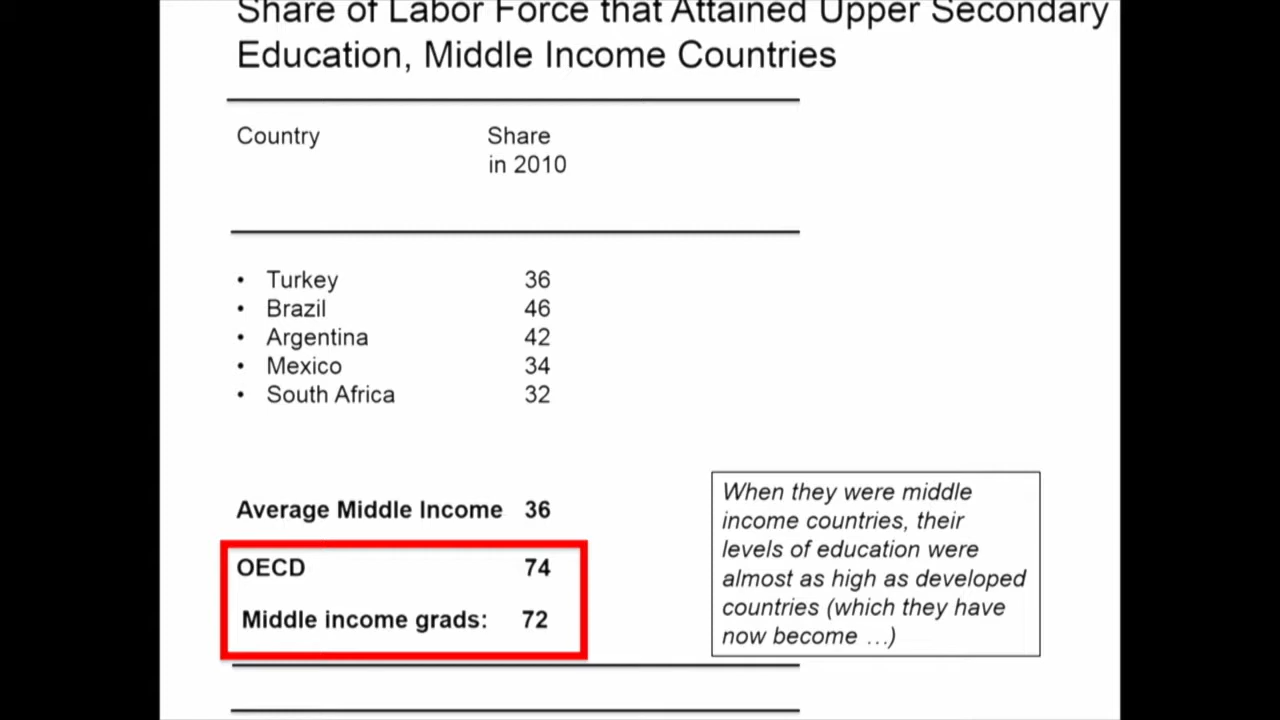 Share of Labor Force that Attained Upper Secondary
Education, Middle Income Countries
Country Share
in 2010
• Turkey 36
• Brazil 46
• Argentina 42
• Mexico 34
• South Africa 32
Average Middle Income 36
OECD 74
Middle income grads: 72
When they were middle
income countries, their
levels of education were
almost as high as developed
countries (which they have
now become …)